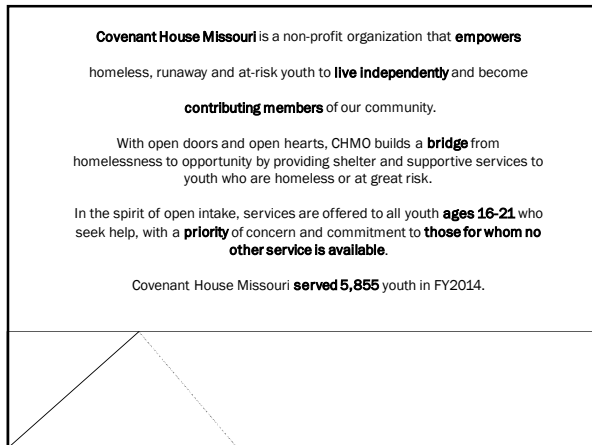 Covenant House Missouri is a non-profit organization that empowers
homeless, runaway and at-risk youth to live independently and become
contributing members of our community.
With open doors and open hearts, CHMO builds a bridge from
homelessness to opportunity by providing shelter and supportive services to
youth who are homeless or at great risk.
In the spirit of open intake, services are offered to all youth ages 16-21 who
seek help, with a priority of concern and commitment to those for whom no
other service is available.
Covenant House Missouri served 5,855 youth in FY2014.